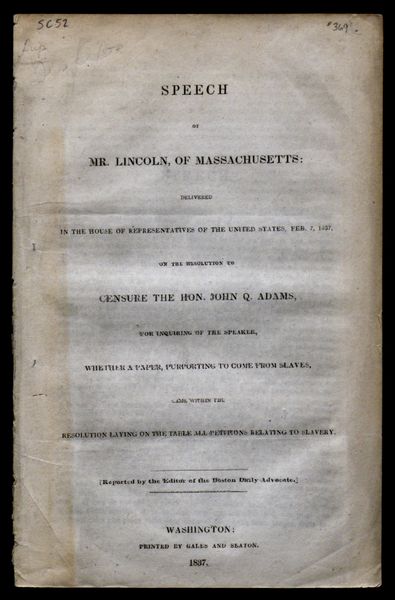 SC52
#369.
SPEECH
OF
MR. LINCOLN, OF MASSACHUSETTS:
DELIVERED
IN THE HOUSE OF REPRESENTATIVES OF THE UNITED STATES, FEB. 7, 1837,
ON THE RESOLUTION TO
CENSURE THE HON. JOHN Q. ADAMS,
FOR INQUIRING OF THE SPEAKER,
WHETHER A PAPER, PURPORTING TO COME FROM SLAVES,
CAME WITHIN THE
RESOLUTION LAYING ON THE TABLE ALL PETITIONS RELATING TO SLAVERY.
[Reported by the Editor of the Boston Daily Advocate.]
WASHINGTON:
PRINTED BY GALES AND SEATON.
1837.